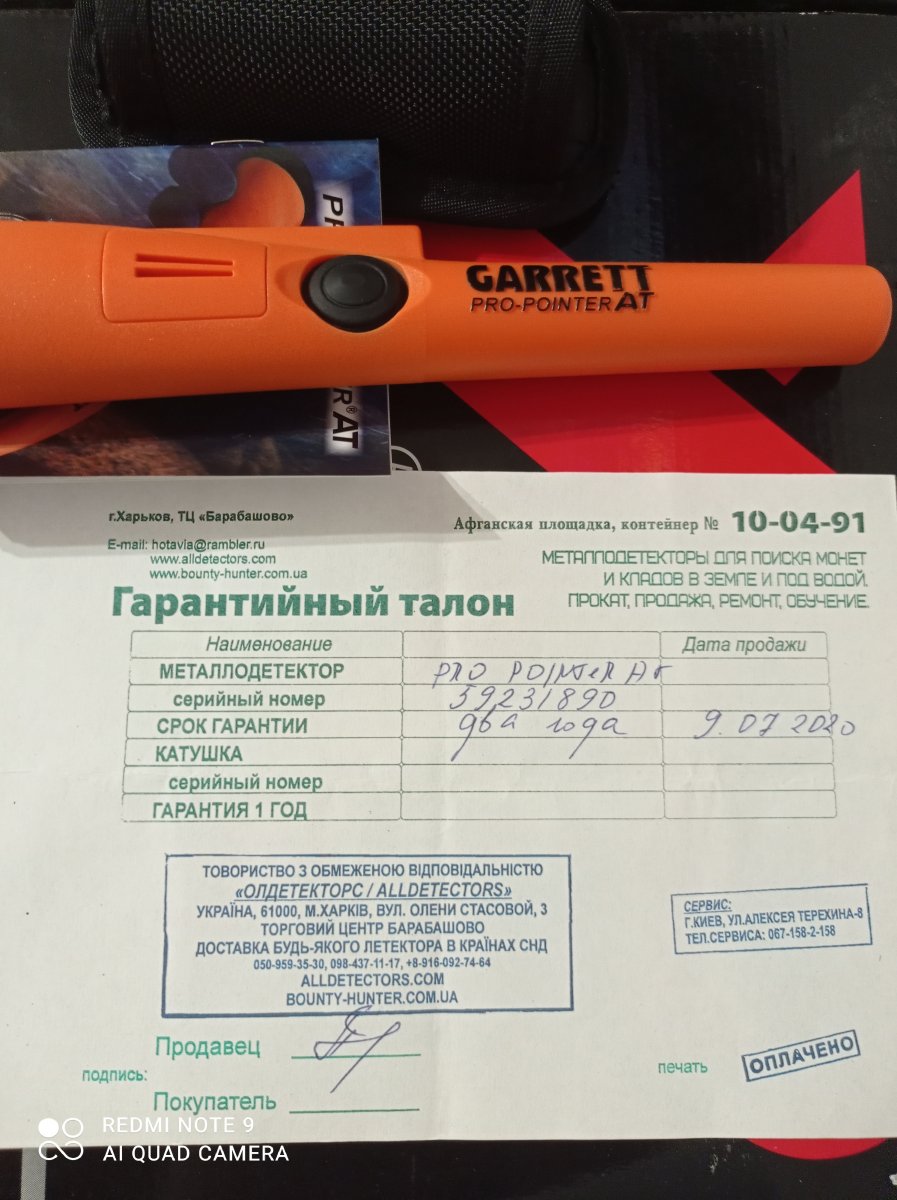 GARRETT
PRO-POINTER AT
R® AT
г.Харьков, ТЦ «Барабашово»
Афганская площадка, контейнер № 10-04-91
E-mail: hotavia@rambler.ru
www.alldetectors.com
www.bounty-hunter.com.ua
МЕТАЛЛОДЕТЕКТОРЫ ДЛЯ ПОИСКА МОНЕТ
И КЛАДОВ В ЗЕМЛЕ И ПОД ВОДОЙ.
ПРОКАТ, ПРОДАЖА, РЕМОНТ, ОБУЧЕНИЕ.
Гарантийный талон
Наименование Дата продажи
МЕТАЛЛОДЕТЕКТОР PRO POINTER AT
серийный номер 59231890
СРОК ГАРАНТИИ два года 9.07 2020
КАТУШКА
серийный номер
ГАРАНТИЯ 1 ГОД
ТОВОРИСТВО З ОБМЕЖЕНОЮ ВІДПОВІДАЛЬНІСТЮ
«ОЛДЕТЕКТОРС / ALLDETECTORS»
УКРАЇНА, 61000, М.ХАРКІВ, ВУЛ. ОЛЕНИ СТАСОВОЙ, 3
ТОРГОВИЙ ЦЕНТР БАРАБАШОВО
ДОСТАВКА БУДЬ-ЯКОГО ДЕТЕКТОРА В КРАЇНАХ СНД
050-959-35-30, 098-437-11-17, +8-916-092-74-64
ALLDETECTORS.COM
BOUNTY-HUNTER.COM.UA
СЕРВИС:
Г.КИЕВ, УЛ.АЛЕКСЕЯ ТЕРЕХИНА-8
ТЕЛ.СЕРВИСА: 067-158-2-158
Продавец
подпись:
Покупатель
печать
ОПЛАЧЕНО
REDMI NOTE 9
AI QUAD CAMERA